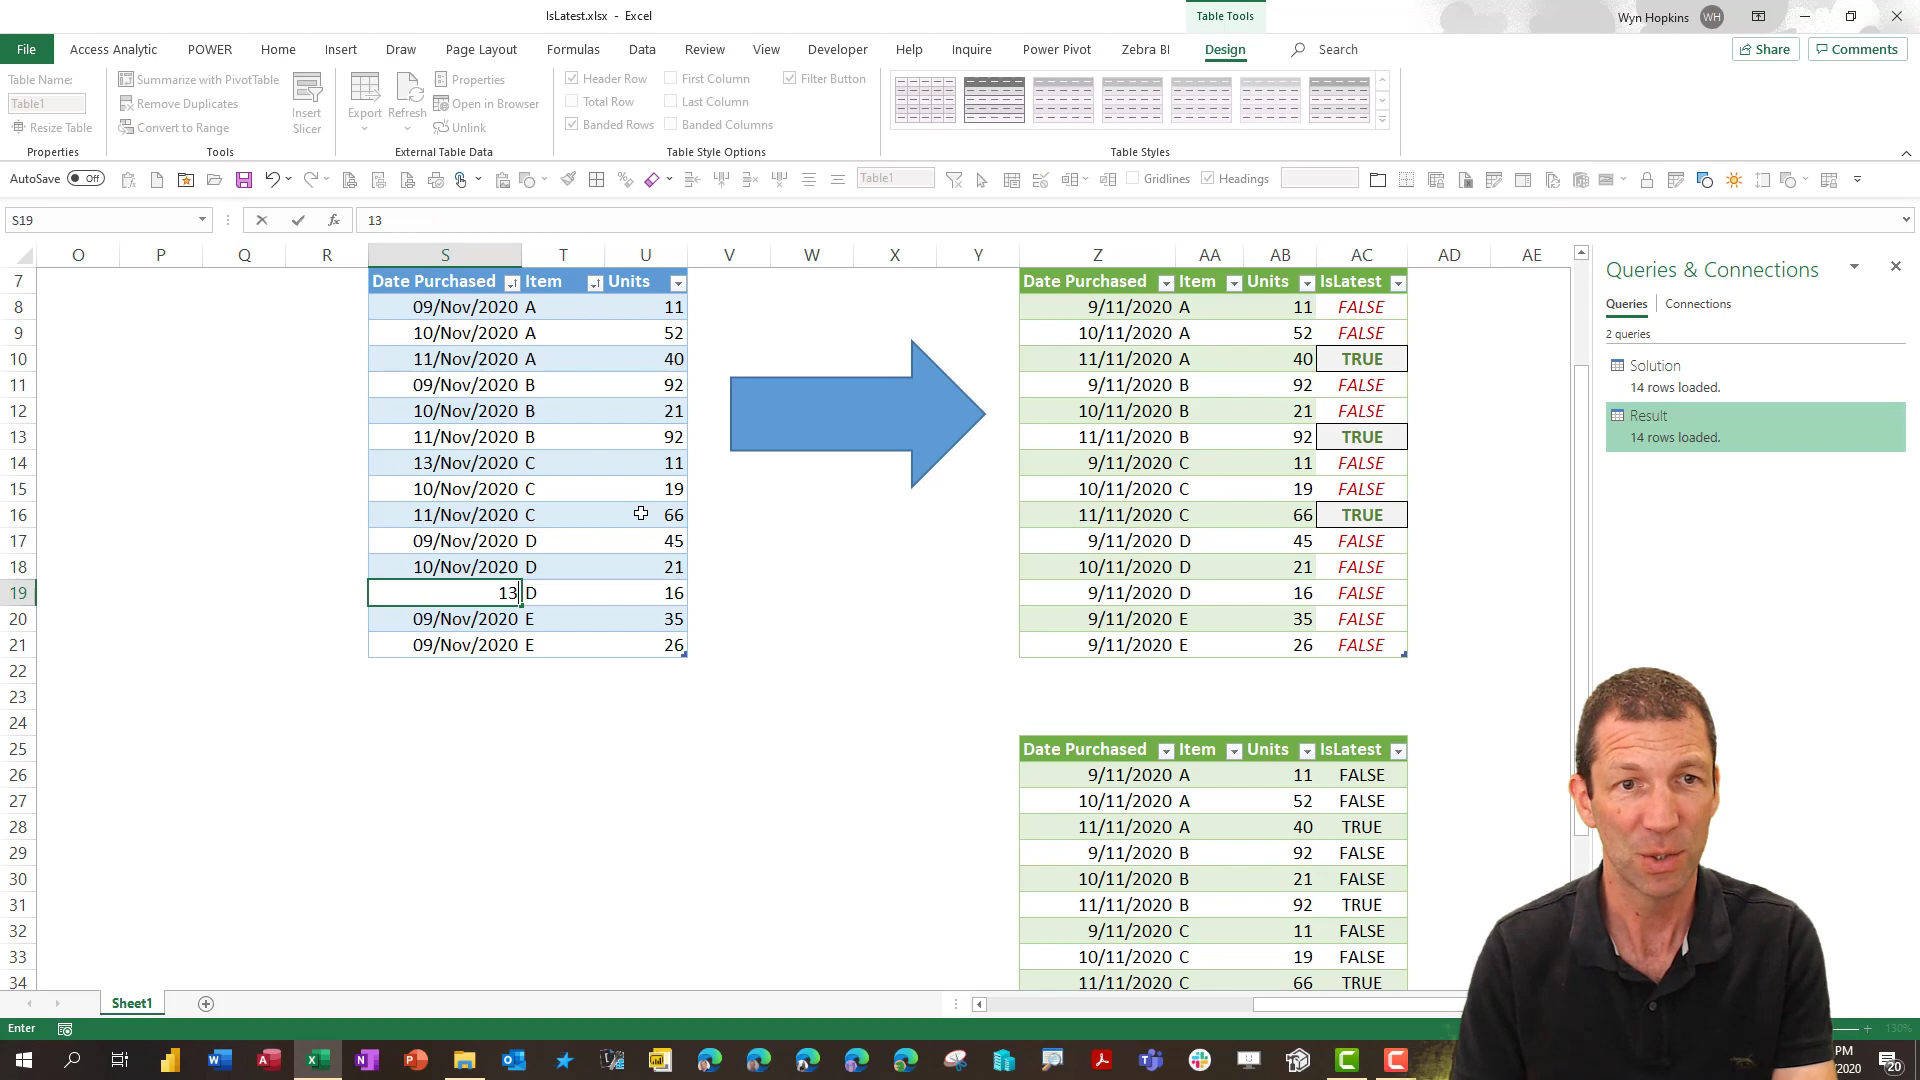 IsLatest.xlsx - Excel
Table Tools
Wyn Hopkins WH
File Access Analytic POWER Home Insert Draw Page Layout Formulas Data Review View Developer Help Inquire Power Pivot Zebra BI Design Search Share Comments
Table Name:
Table1
Resize Table
Properties
Summarize with PivotTable
Remove Duplicates
Convert to Range
Insert Slicer
Tools
Export
Refresh
Properties
Open in Browser
Unlink
External Table Data
Header Row First Column Filter Button
Total Row Last Column
Banded Rows Banded Columns
Table Style Options
Table Styles
AutoSave Off Table1 Gridlines Headings
S19 fx 13
O P Q R S T U V W X Y Z AA AB AC AD AE
7 Date Purchased Item Units Date Purchased Item Units IsLatest
8 09/Nov/2020 A 11 9/11/2020 A 11 FALSE
9 10/Nov/2020 A 52 10/11/2020 A 52 FALSE
10 11/Nov/2020 A 40 11/11/2020 A 40 TRUE
11 09/Nov/2020 B 92 9/11/2020 B 92 FALSE
12 10/Nov/2020 B 21 10/11/2020 B 21 FALSE
13 11/Nov/2020 B 92 11/11/2020 B 92 TRUE
14 13/Nov/2020 C 11 9/11/2020 C 11 FALSE
15 10/Nov/2020 C 19 10/11/2020 C 19 FALSE
16 11/Nov/2020 C 66 11/11/2020 C 66 TRUE
17 09/Nov/2020 D 45 9/11/2020 D 45 FALSE
18 10/Nov/2020 D 21 10/11/2020 D 21 FALSE
19 13 D 16 9/11/2020 D 16 FALSE
20 09/Nov/2020 E 35 9/11/2020 E 35 FALSE
21 09/Nov/2020 E 26 9/11/2020 E 26 FALSE
22
23
24
25 Date Purchased Item Units IsLatest
26 9/11/2020 A 11 FALSE
27 10/11/2020 A 52 FALSE
28 11/11/2020 A 40 TRUE
29 9/11/2020 B 92 FALSE
30 10/11/2020 B 21 FALSE
31 11/11/2020 B 92 TRUE
32 9/11/2020 C 11 FALSE
33 10/11/2020 C 19 FALSE
34 11/11/2020 C 66 TRUE
Queries & Connections
Queries Connections
2 queries
Solution
14 rows loaded.
Result
14 rows loaded.
Sheet1
Enter
130%
PM
/2020
20